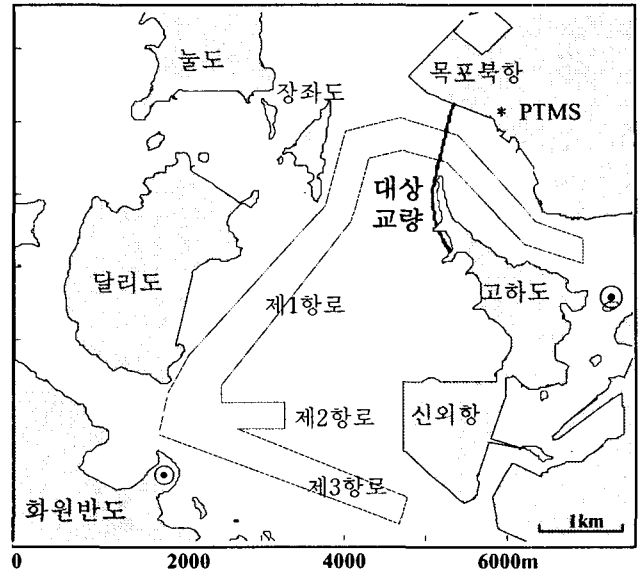 눌도
장좌도
목포북항
* PTMS
대상
교량
달리도
제1항로
고하도
제2항로
신외항
제3항로
화원반도
1km
0 2000 4000 6000m